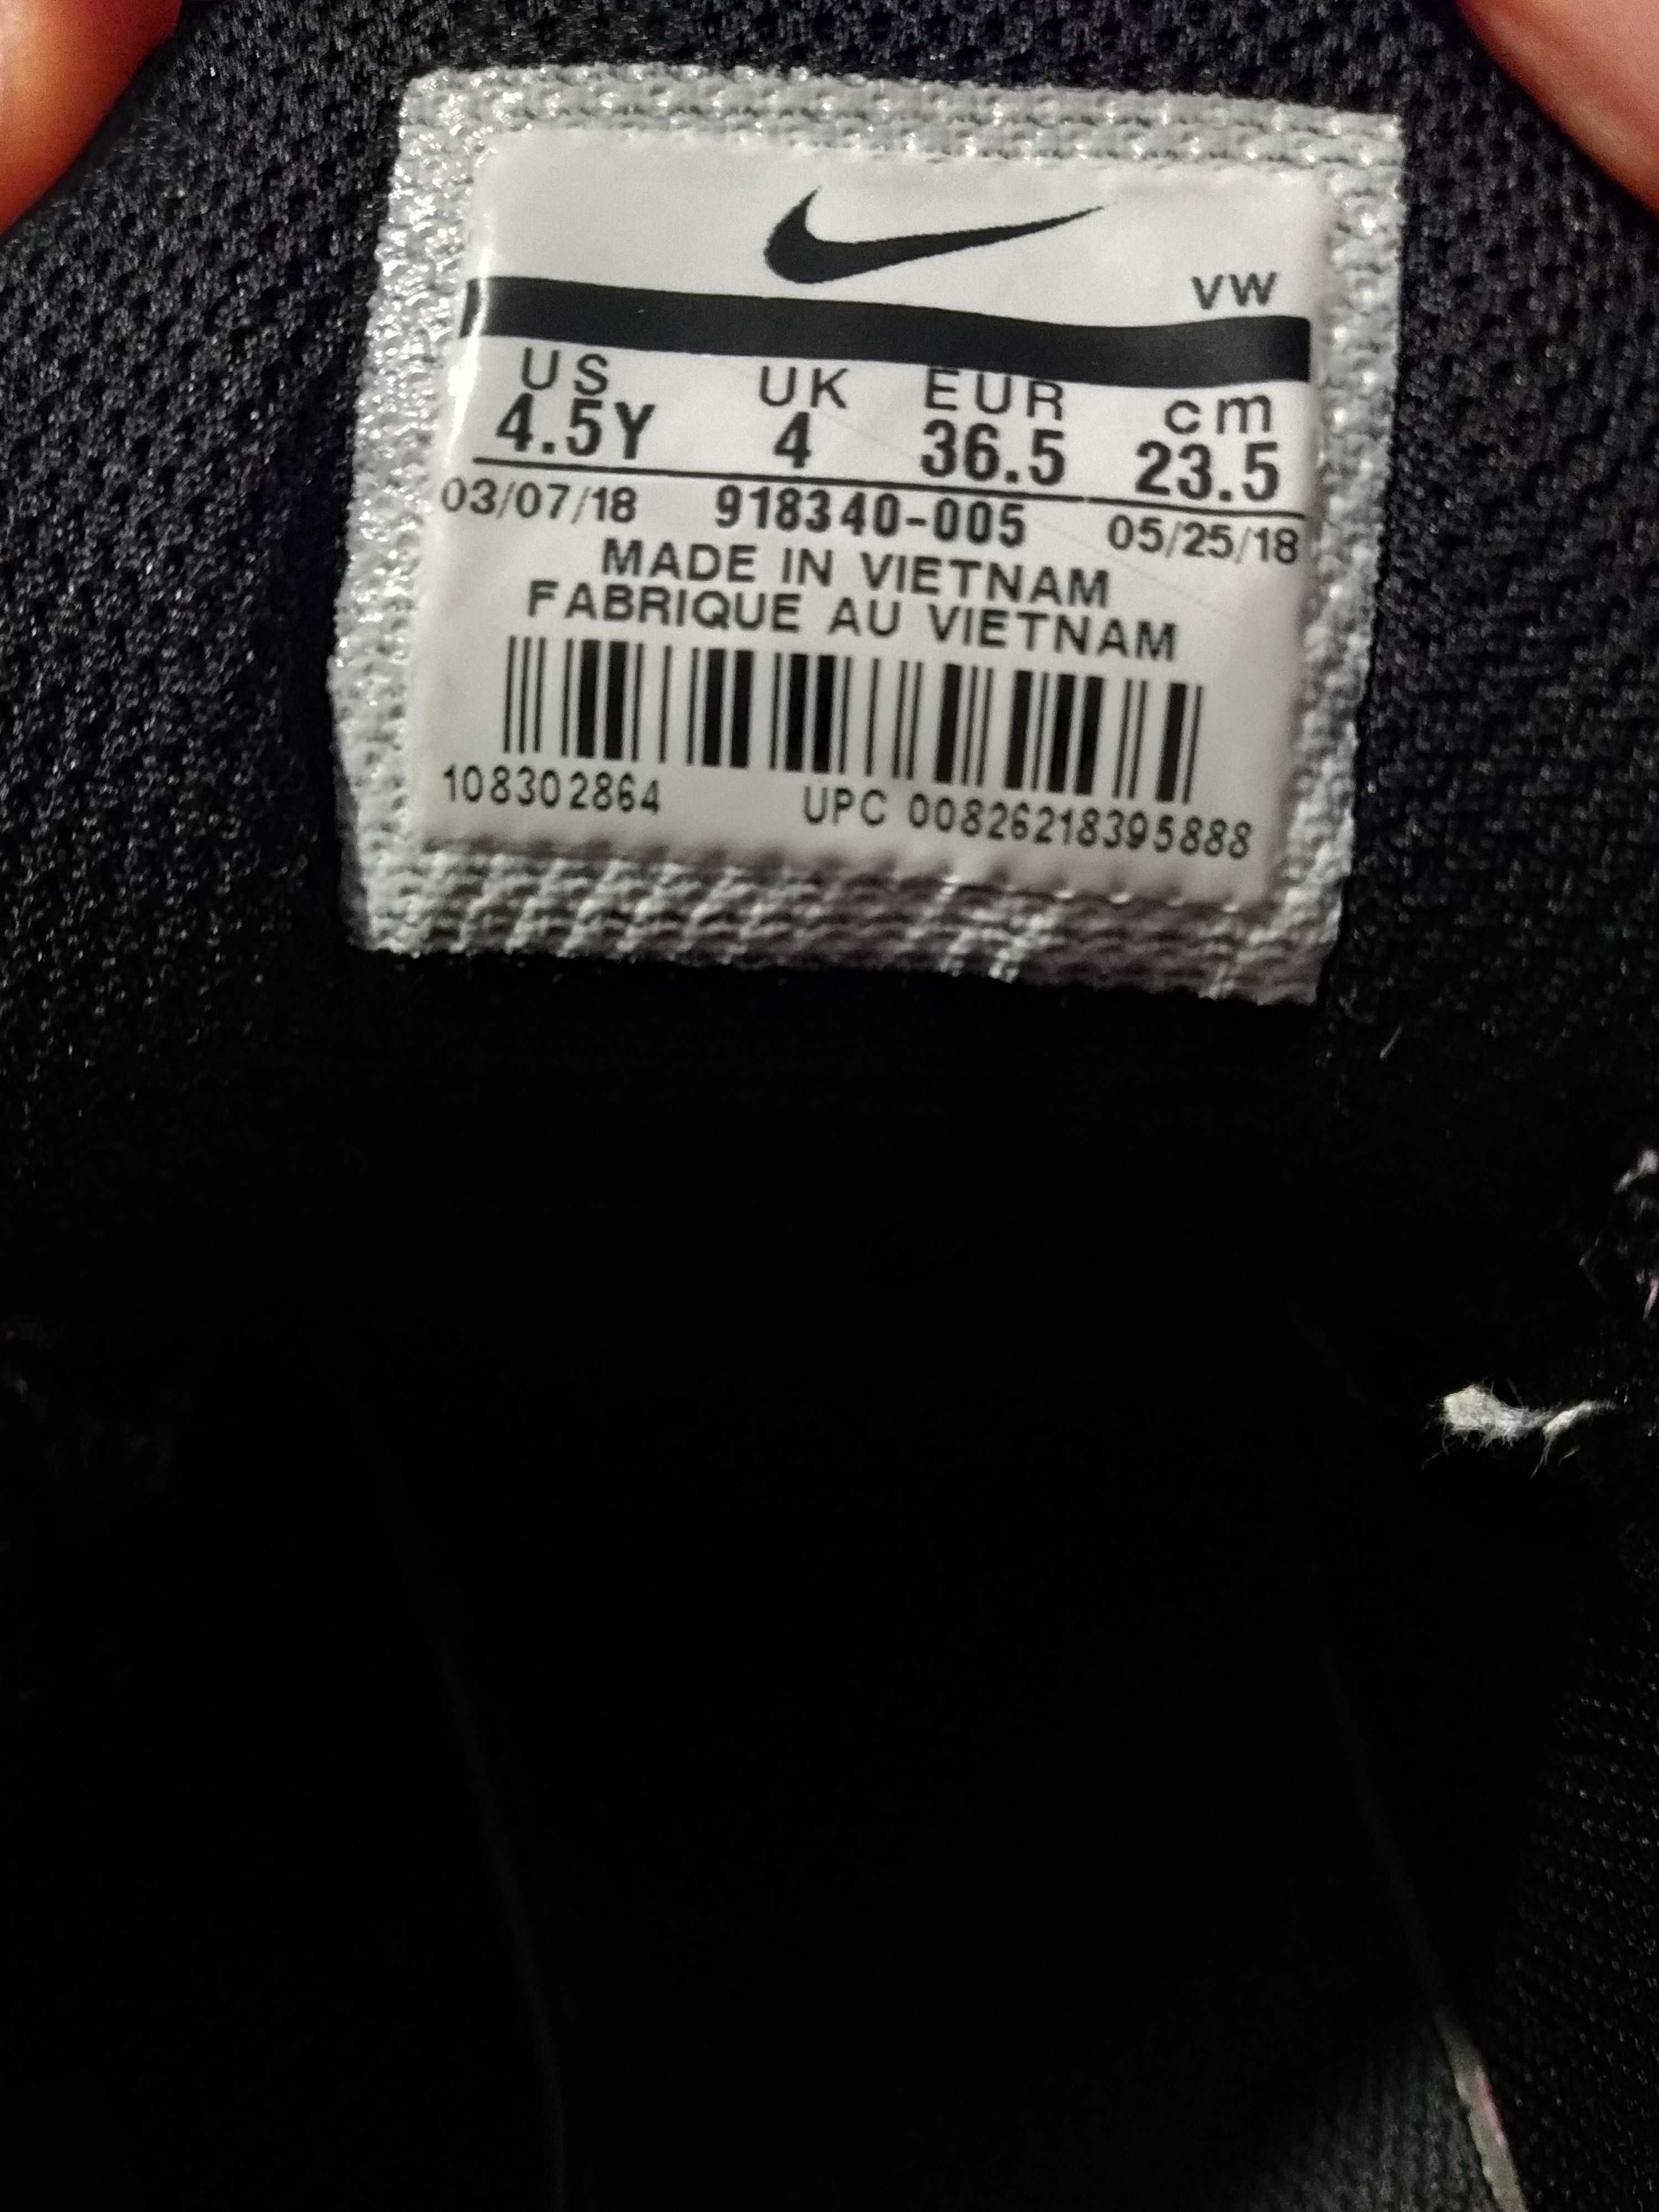 VW
US UK EUR cm
4.5Y 4 36.5 23.5
03/07/18 918340-005 05/25/18
MADE IN VIETNAM
FABRIQUE AU VIETNAM
108302864 UPC 00826218395888